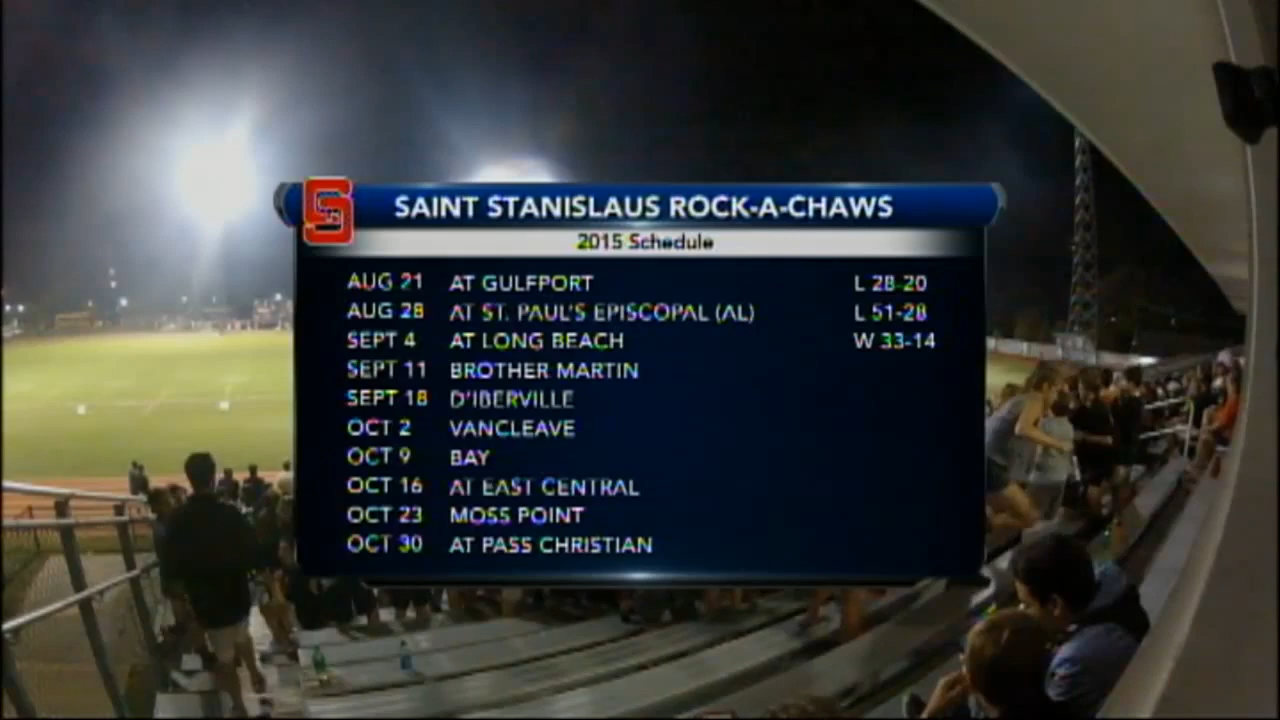 SAINT STANISLAUS ROCK-A-CHAWS
2015 Schedule
AUG 21 AT GULFPORT L 28-20
AUG 28 AT ST. PAUL'S EPISCOPAL (AL) L 51-28
SEPT 4 AT LONG BEACH W 33-14
SEPT 11 BROTHER MARTIN
SEPT 18 D'IBERVILLE
OCT 2 VANCLEAVE
OCT 9 BAY
OCT 16 AT EAST CENTRAL
OCT 23 MOSS POINT
OCT 30 AT PASS CHRISTIAN